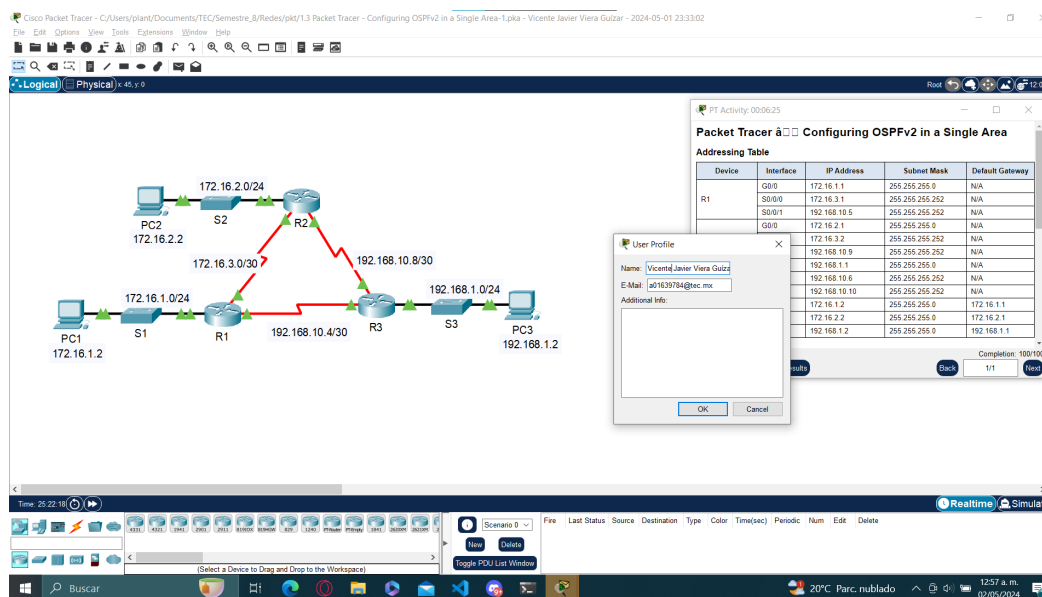 Cisco Packet Tracer - C:/Users/plant/Documents/TEC/Semestre_8/Redes/pkt/1.3 Packet Tracer - Configuring OSPFv2 in a Single Area-1.pka - Vicente Javier Viera Guízar - 2024-05-01 23:33:02
File Edit Options View Tools Extensions Window Help
Logical Physical x: 45, y: 0 Root 12:0
PT Activity: 00:06:25
Packet Tracer â Configuring OSPFv2 in a Single Area
Addressing Table
Device Interface IP Address Subnet Mask Default Gateway
R1 G0/0 172.16.1.1 255.255.255.0 N/A
S0/0/0 172.16.3.1 255.255.255.252 N/A
S0/0/1 192.168.10.5 255.255.255.252 N/A
G0/0 172.16.2.1 255.255.255.0 N/A
172.16.3.2 255.255.255.252 N/A
192.168.10.9 255.255.255.252 N/A
192.168.1.1 255.255.255.0 N/A
192.168.10.6 255.255.255.252 N/A
192.168.10.10 255.255.255.252 N/A
172.16.1.2 255.255.255.0 172.16.1.1
172.16.2.2 255.255.255.0 172.16.2.1
192.168.1.2 255.255.255.0 192.168.1.1
Completion: 100/100
sults Back 1/1 Next
User Profile
Name: Vicente Javier Viera Guíza
E-Mail: a01639784@tec.mx
Additional Info:
OK Cancel
172.16.2.0/24
S2
R2
PC2
172.16.2.2
172.16.3.0/30
192.168.10.8/30
172.16.1.0/24
192.168.1.0/24
S1
R1
192.168.10.4/30
R3
S3
PC3
192.168.1.2
PC1
172.16.1.2
Time: 25:22:18 Realtime Simulat
4331 4321 1941 2901 2911 819IOX 819HGW 829 1240 PT-Router PT-Empty 1841 2620XM 2621XM
(Select a Device to Drag and Drop to the Workspace)
Scenario 0
New Delete
Toggle PDU List Window
Fire Last Status Source Destination Type Color Time(sec) Periodic Num Edit Delete
Buscar
20°C Parc. nublado
12:57 a. m.
02/05/2024